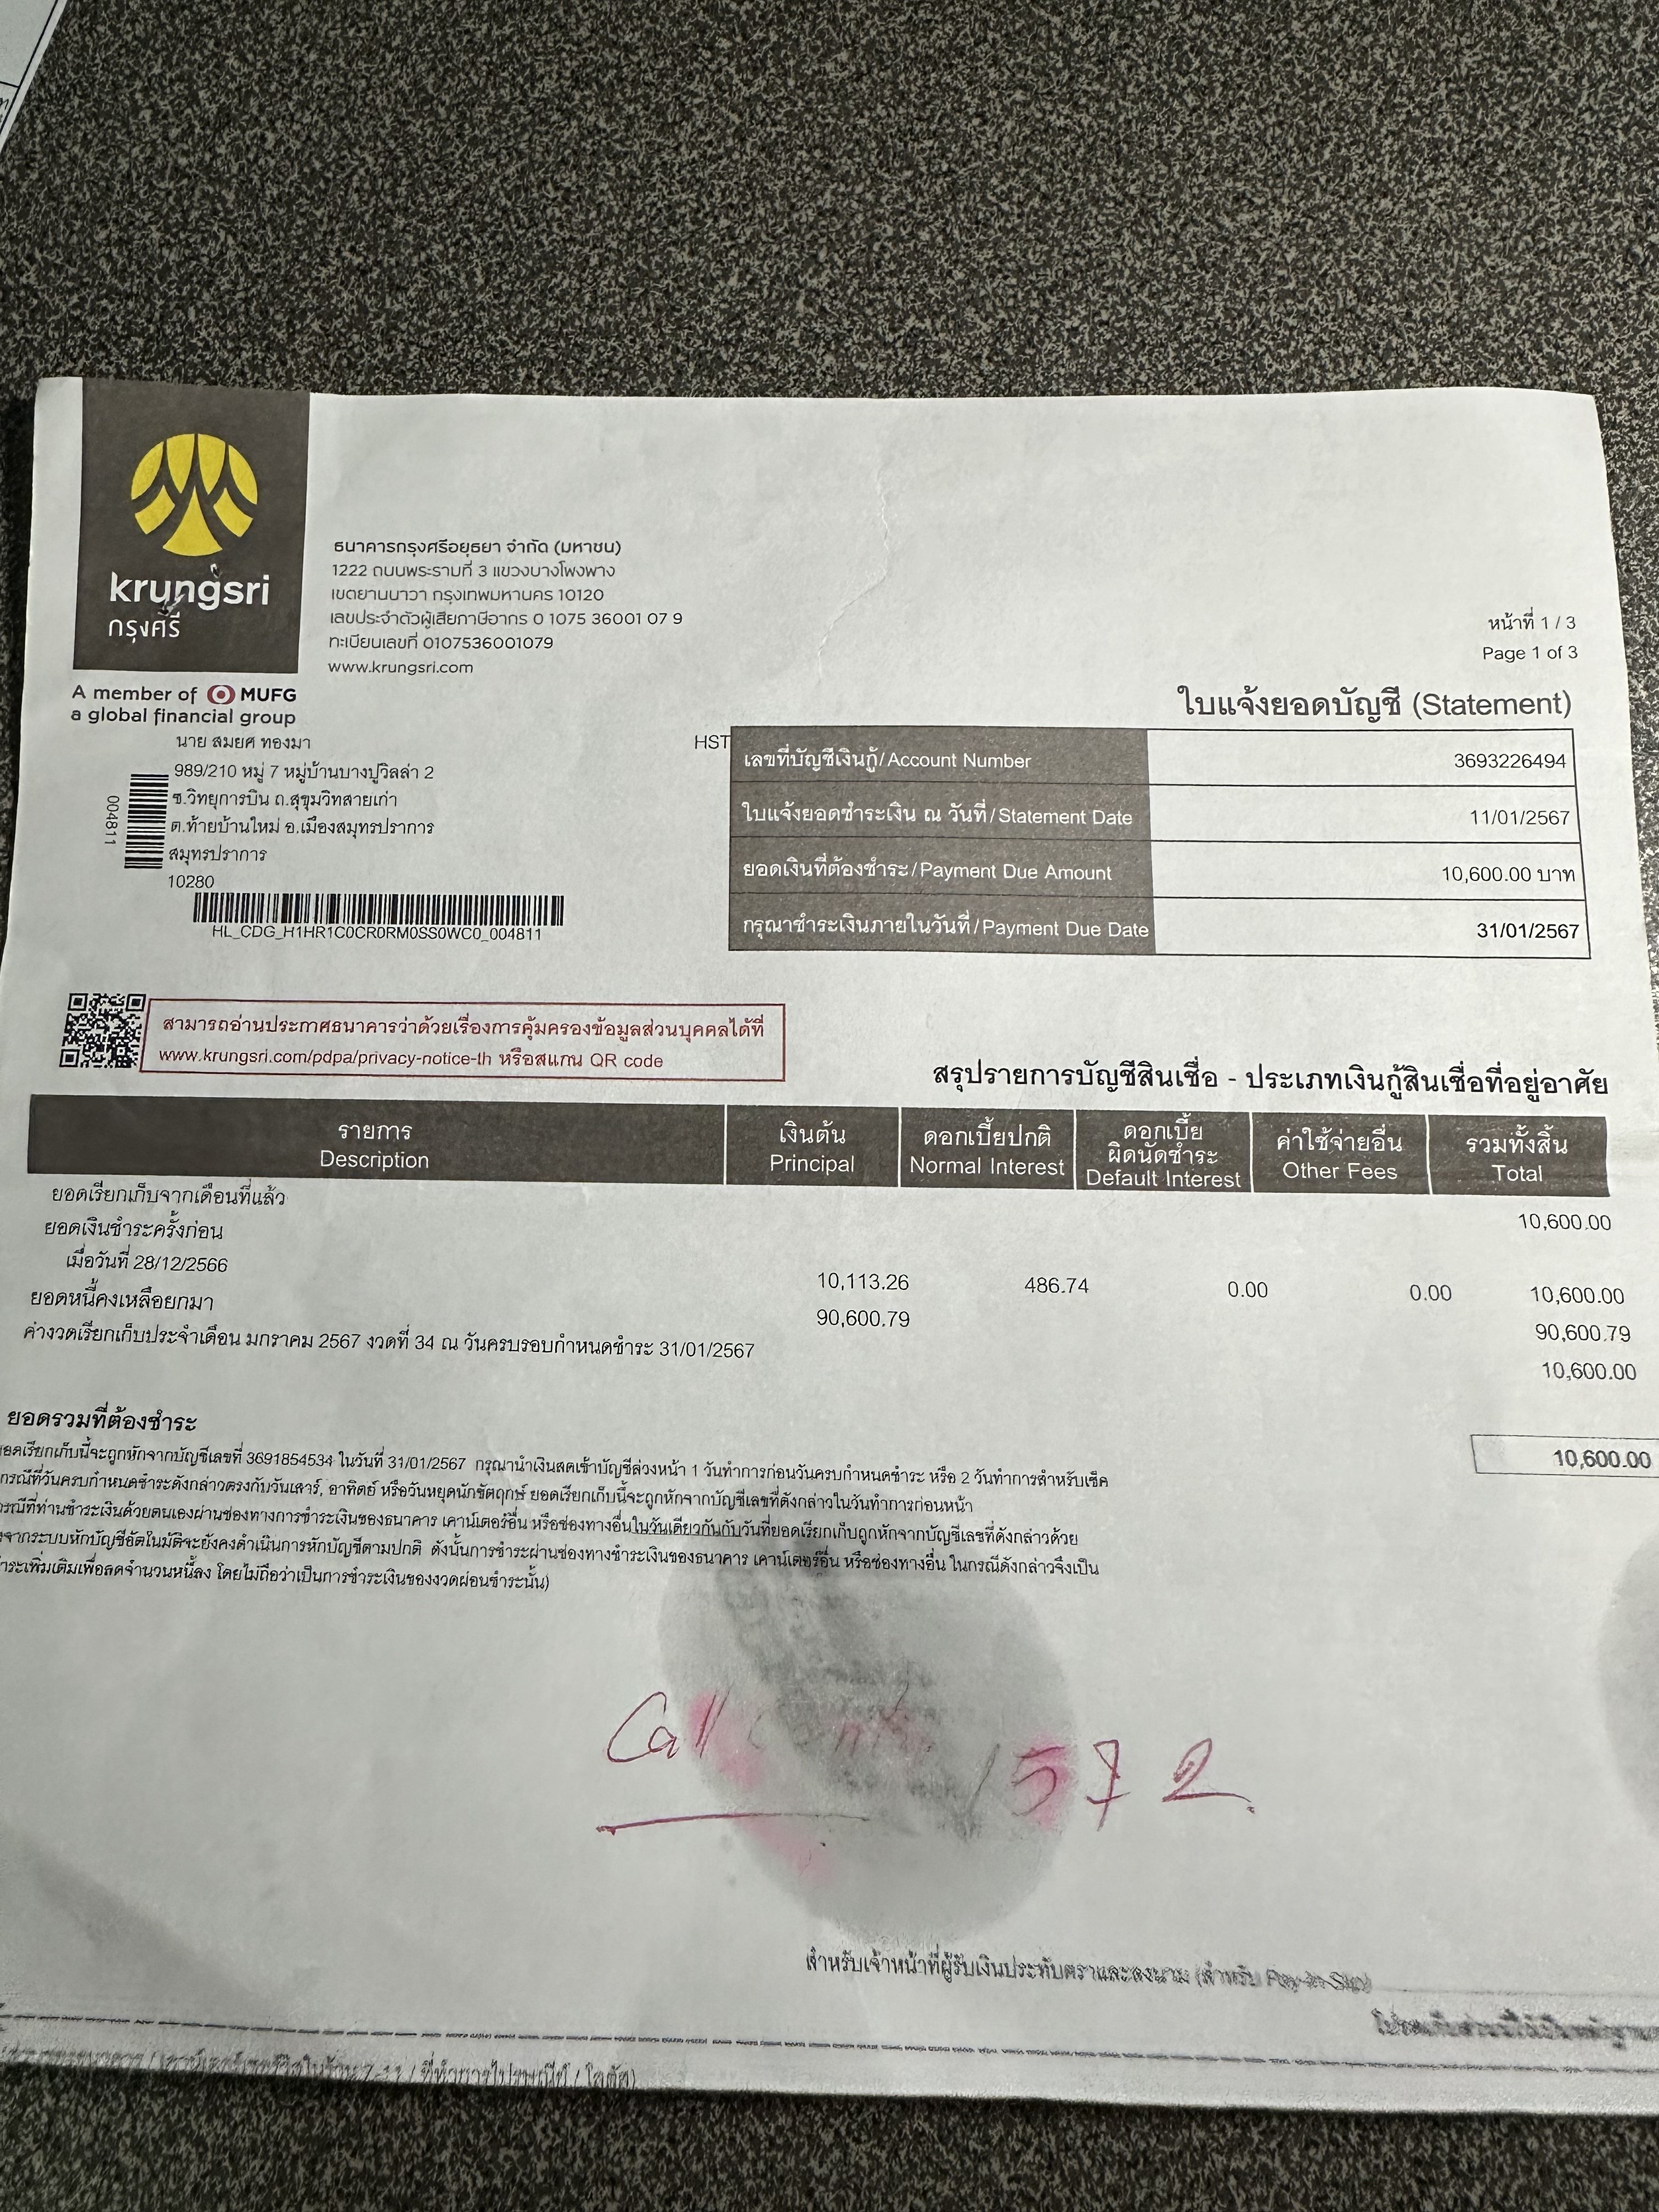 krungsri
กรุงศรี
A member of MUFG
a global financial group
ธนาคารกรุงศรีอยุธยา จำกัด (มหาชน)
1222 ถนนพระรามที่ 3 แขวงบางโพงพาง
เขตยานนาวา กรุงเทพมหานคร 10120
เลขประจำตัวผู้เสียภาษีอากร 0 1075 36001 07 9
ทะเบียนเลขที่ 0107536001079
www.krungsri.com
หน้าที่ 1 / 3
Page 1 of 3
ใบแจ้งยอดบัญชี (Statement)
นาย สมยศ ทองมา
989/210 หมู่ 7 หมู่บ้านบางปูวิลล่า 2
ซ.วิทยุการบิน ถ.สุขุมวิทสายเก่า
ต.ท้ายบ้านใหม่ อ.เมืองสมุทรปราการ
สมุทรปราการ
10280
004811
HL_CDG_H1HR1C0CR0RM0SS0WC0_004811
HST
เลขที่บัญชีเงินกู้/Account Number 3693226494
ใบแจ้งยอดชำระเงิน ณ วันที่/Statement Date 11/01/2567
ยอดเงินที่ต้องชำระ/Payment Due Amount 10,600.00 บาท
กรุณาชำระเงินภายในวันที่/Payment Due Date 31/01/2567
สามารถอ่านประกาศธนาคารว่าด้วยเรื่องการคุ้มครองข้อมูลส่วนบุคคลได้ที่
www.krungsri.com/pdpa/privacy-notice-th หรือสแกน QR code
สรุปรายการบัญชีสินเชื่อ - ประเภทเงินกู้สินเชื่อที่อยู่อาศัย
รายการ เงินต้น ดอกเบี้ยปกติ ดอกเบี้ยผิดนัดชำระ ค่าใช้จ่ายอื่น รวมทั้งสิ้น
Description Principal Normal Interest Default Interest Other Fees Total
ยอดเรียกเก็บจากเดือนที่แล้ว 10,600.00
ยอดเงินชำระครั้งก่อน
เมื่อวันที่ 28/12/2566 10,113.26 486.74 0.00 0.00 10,600.00
ยอดหนี้คงเหลือยกมา 90,600.79 90,600.79
ค่างวดเรียกเก็บประจำเดือน มกราคม 2567 งวดที่ 34 ณ วันครบรอบกำหนดชำระ 31/01/2567 10,600.00
ยอดรวมที่ต้องชำระ 10,600.00
ยอดเรียกเก็บนี้จะถูกหักจากบัญชีเลขที่ 3691854534 ในวันที่ 31/01/2567 กรุณานำเงินสดเข้าบัญชีล่วงหน้า 1 วันทำการก่อนวันครบกำหนดชำระ หรือ 2 วันทำการสำหรับเช็ค
กรณีที่วันครบกำหนดชำระดังกล่าวตรงกับวันเสาร์, อาทิตย์ หรือวันหยุดนักขัตฤกษ์ ยอดเรียกเก็บนี้จะถูกหักจากบัญชีเลขที่ดังกล่าวในวันทำการก่อนหน้า
กรณีที่ท่านชำระเงินด้วยตนเองผ่านช่องทางการชำระเงินของธนาคาร เคาน์เตอร์อื่น หรือช่องทางอื่นในวันเดียวกันกับวันที่ยอดเรียกเก็บถูกหักจากบัญชีเลขที่ดังกล่าวด้วย
จากระบบหักบัญชีอัตโนมัติจะยังคงดำเนินการหักบัญชีตามปกติ ดังนั้นการชำระผ่านช่องทางชำระเงินของธนาคาร เคาน์เตอร์อื่น หรือช่องทางอื่น ในกรณีดังกล่าวจึงเป็น
ชำระเพิ่มเติมเพื่อลดจำนวนหนี้ลง โดยไม่ถือว่าเป็นการชำระเงินของงวดผ่อนชำระนั้น)
Call 1572
สำหรับเจ้าหน้าที่ผู้รับเงินประทับตราและลงนาม (สำหรับ Pay-in-Slip)